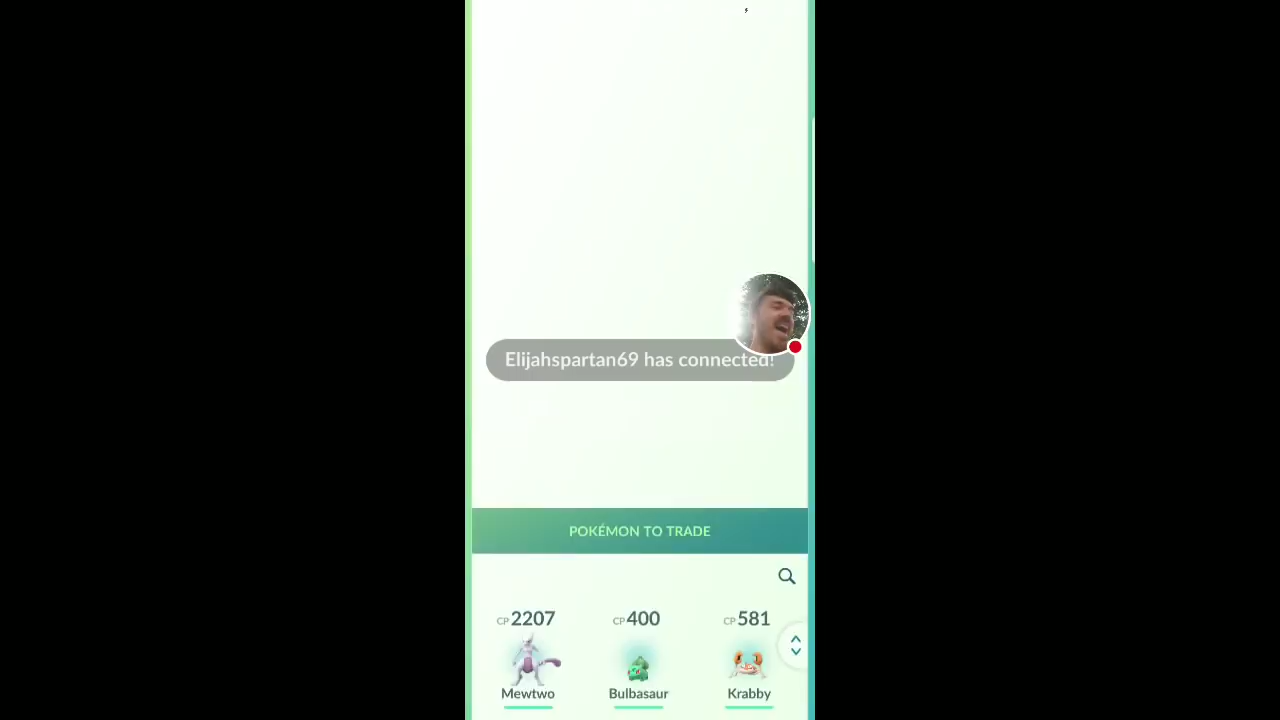 Elijahspartan69 has connected!
POKÉMON TO TRADE
CP2207 CP400 CP581
Mewtwo Bulbasaur Krabby